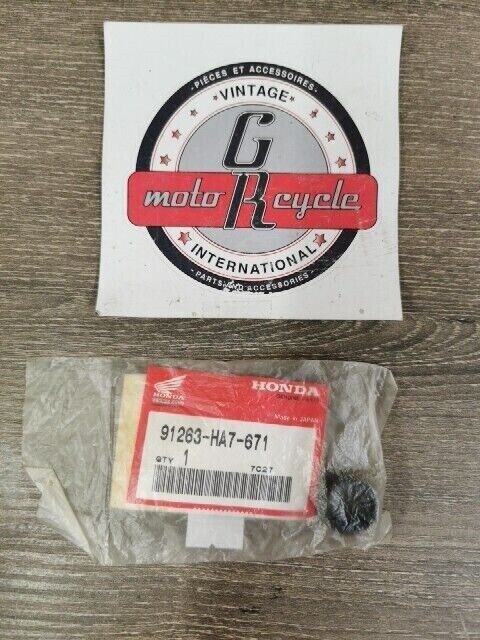 PIÈCES ET ACCESSOIRES
VINTAGE
GR
moto cycle
INTERNATIONAL
PARTS AND ACCESSORIES
HONDA
HONDA
GENUINE PARTS
Made in JAPAN
91263-HA7-671
QTY 1
7C27